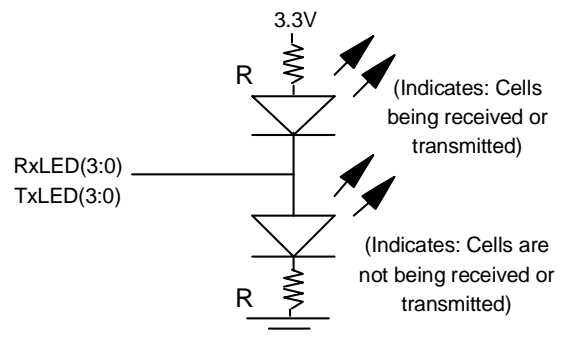 3.3V
R
(Indicates: Cells
being received or
transmitted)
RxLED(3:0)
TxLED(3:0)
(Indicates: Cells are
not being received or
transmitted)
R